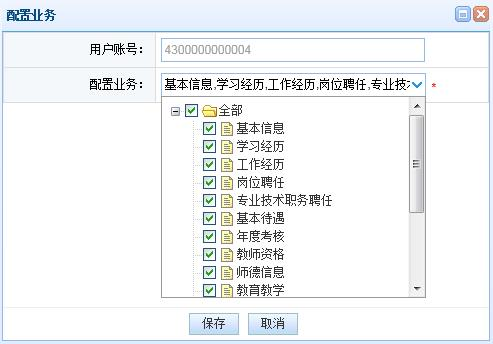 配置业务
用户账号： 4300000000004
配置业务： 基本信息,学习经历,工作经历,岗位聘任,专业技 *
全部
基本信息
学习经历
工作经历
岗位聘任
专业技术职务聘任
基本待遇
年度考核
教师资格
师德信息
教育教学
保存 取消